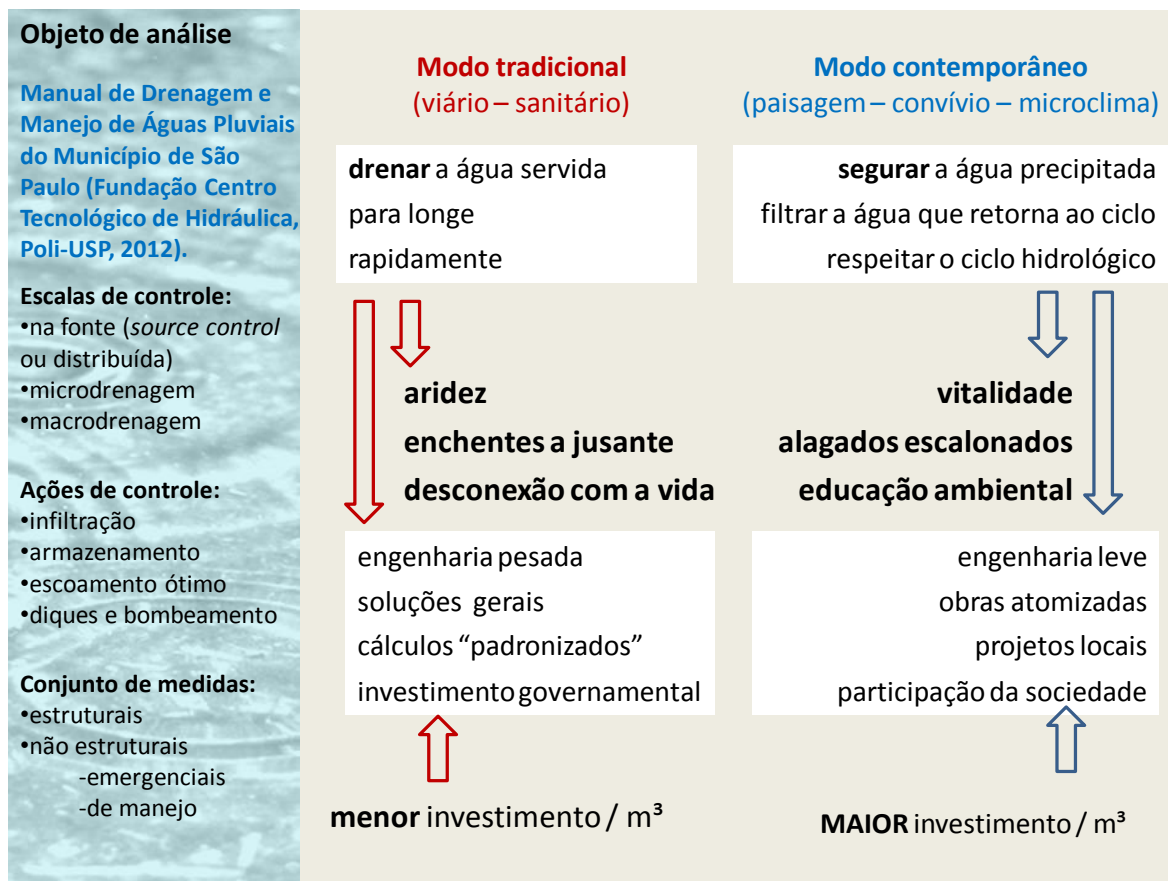 Objeto de análise
Manual de Drenagem e
Manejo de Águas Pluviais
do Município de São
Paulo (Fundação Centro
Tecnológico de Hidráulica,
Poli-USP, 2012).
Escalas de controle:
•na fonte (source control
ou distribuída)
•microdrenagem
•macrodrenagem
Ações de controle:
•infiltração
•armazenamento
•escoamento ótimo
•diques e bombeamento
Conjunto de medidas:
•estruturais
•não estruturais
-emergenciais
-de manejo
Modo tradicional
(viário – sanitário)
drenar a água servida
para longe
rapidamente
aridez
enchentes a jusante
desconexão com a vida
engenharia pesada
soluções gerais
cálculos “padronizados”
investimento governamental
menor investimento / m³
Modo contemporâneo
(paisagem – convívio – microclima)
segurar a água precipitada
filtrar a água que retorna ao ciclo
respeitar o ciclo hidrológico
vitalidade
alagados escalonados
educação ambiental
engenharia leve
obras atomizadas
projetos locais
participação da sociedade
MAIOR investimento / m³